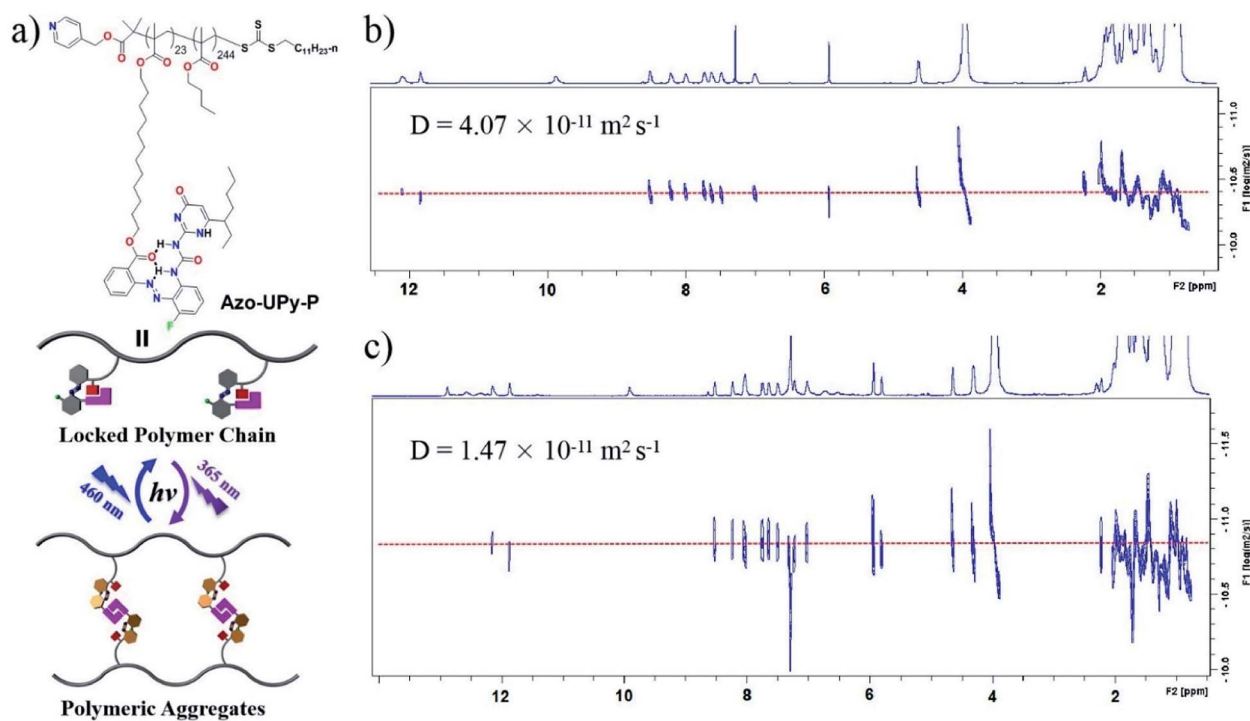 a)
N
O
O
23
244
S
S
S
C₁₁H₂₃-n
O
O
O
O
O
N
NH
H
N
O
O
H
N
N
N
F
Azo-UPy-P
=
Locked Polymer Chain
460 nm
hν
365 nm
Polymeric Aggregates
b)
D = 4.07 × 10⁻¹¹ m² s⁻¹
- 11.0
- 10.5
- 10.0
F1 [log(m2/s)]
12 10 8 6 4 2 F2 [ppm]
c)
D = 1.47 × 10⁻¹¹ m² s⁻¹
- 11.5
- 11.0
- 10.5
- 10.0
F1 [log(m2/s)]
12 10 8 6 4 2 F2 [ppm]